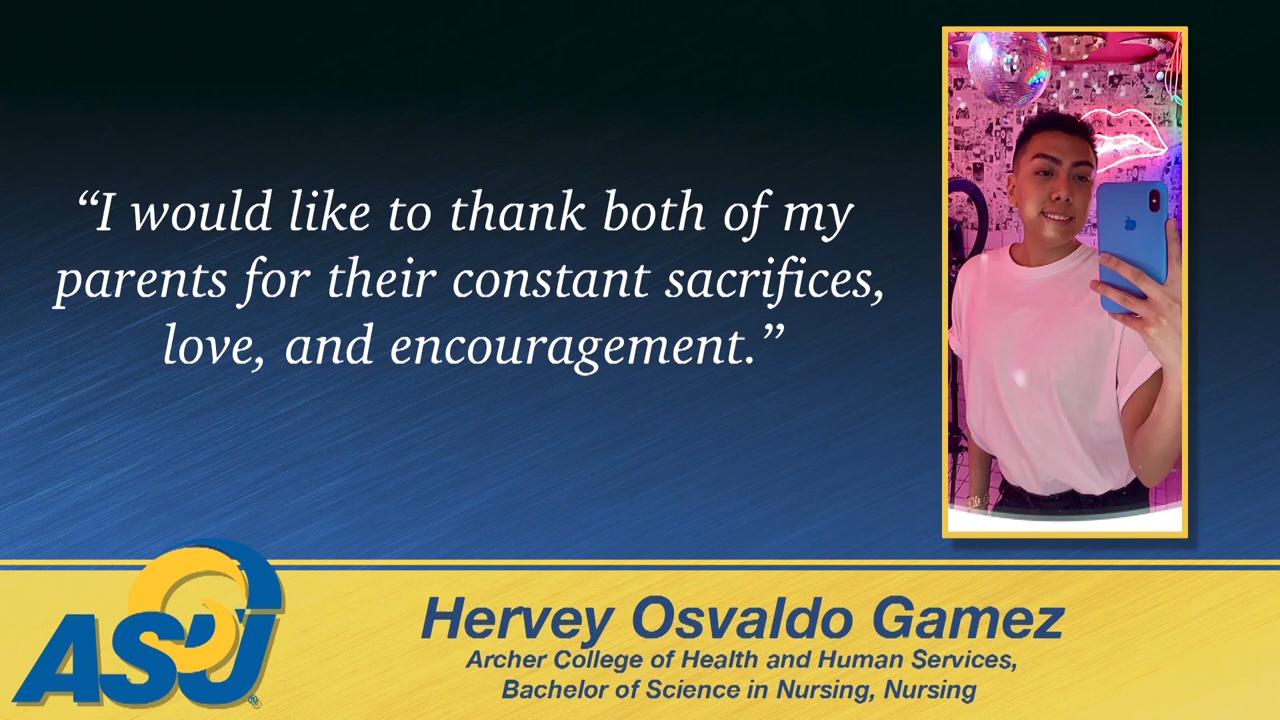 “I would like to thank both of my
parents for their constant sacrifices,
love, and encouragement.”
ASU
®
Hervey Osvaldo Gamez
Archer College of Health and Human Services,
Bachelor of Science in Nursing, Nursing